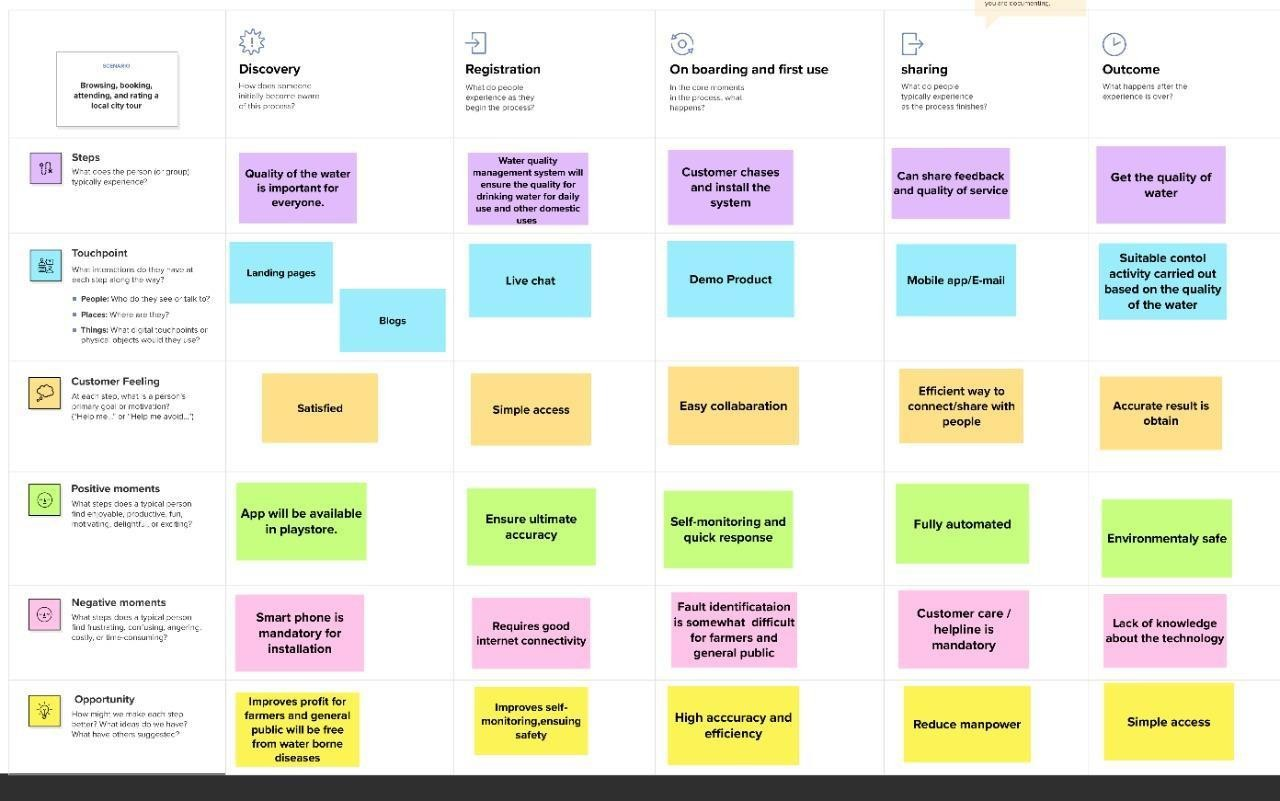 you are documenting.
SCENARIO
Browsing, booking,
attending, and rating a
local city tour
Discovery
How does someone
initially become aware
of this process?
Registration
What do people
experience as they
begin the process?
On boarding and first use
In the core moments
in the process, what
happens?
sharing
What do people
typically experience
as the process finishes?
Outcome
What happens after the
experience is over?
Steps
What does the person (or group)
typically experience?
Quality of the water
is important for
everyone.
Water quality
management system will
ensure the quality for
drinking water for daily
use and other domestic
uses
Customer chases
and install the
system
Can share feedback
and quality of service
Get the quality of
water
Touchpoint
What interactions do they have at
each step along the way?
People: Who do they see or talk to?
Places: Where are they?
Things: What digital touchpoints or
physical objects would they use?
Landing pages
Blogs
Live chat
Demo Product
Mobile app/E-mail
Suitable contol
activity carried out
based on the quality
of the water
Customer Feeling
At each step, what is a person's
primary goal or motivation?
("Help me..." or "Help me avoid...")
Satisfied
Simple access
Easy collabaration
Efficient way to
connect/share with
people
Accurate result is
obtain
Positive moments
What steps does a typical person
find enjoyable, productive, fun,
motivating, delightful, or exciting?
App will be available
in playstore.
Ensure ultimate
accuracy
Self-monitoring and
quick response
Fully automated
Environmentaly safe
Negative moments
What steps does a typical person
find frustrating, confusing, angering,
costly, or time-consuming?
Smart phone is
mandatory for
installation
Requires good
internet connectivity
Fault identificataion
is somewhat difficult
for farmers and
general public
Customer care /
helpline is
mandatory
Lack of knowledge
about the technology
Opportunity
How might we make each step
better? What ideas do we have?
What have others suggested?
Improves profit for
farmers and general
public will be free
from water borne
diseases
Improves self-
monitoring,ensuing
safety
High acccuracy and
efficiency
Reduce manpower
Simple access